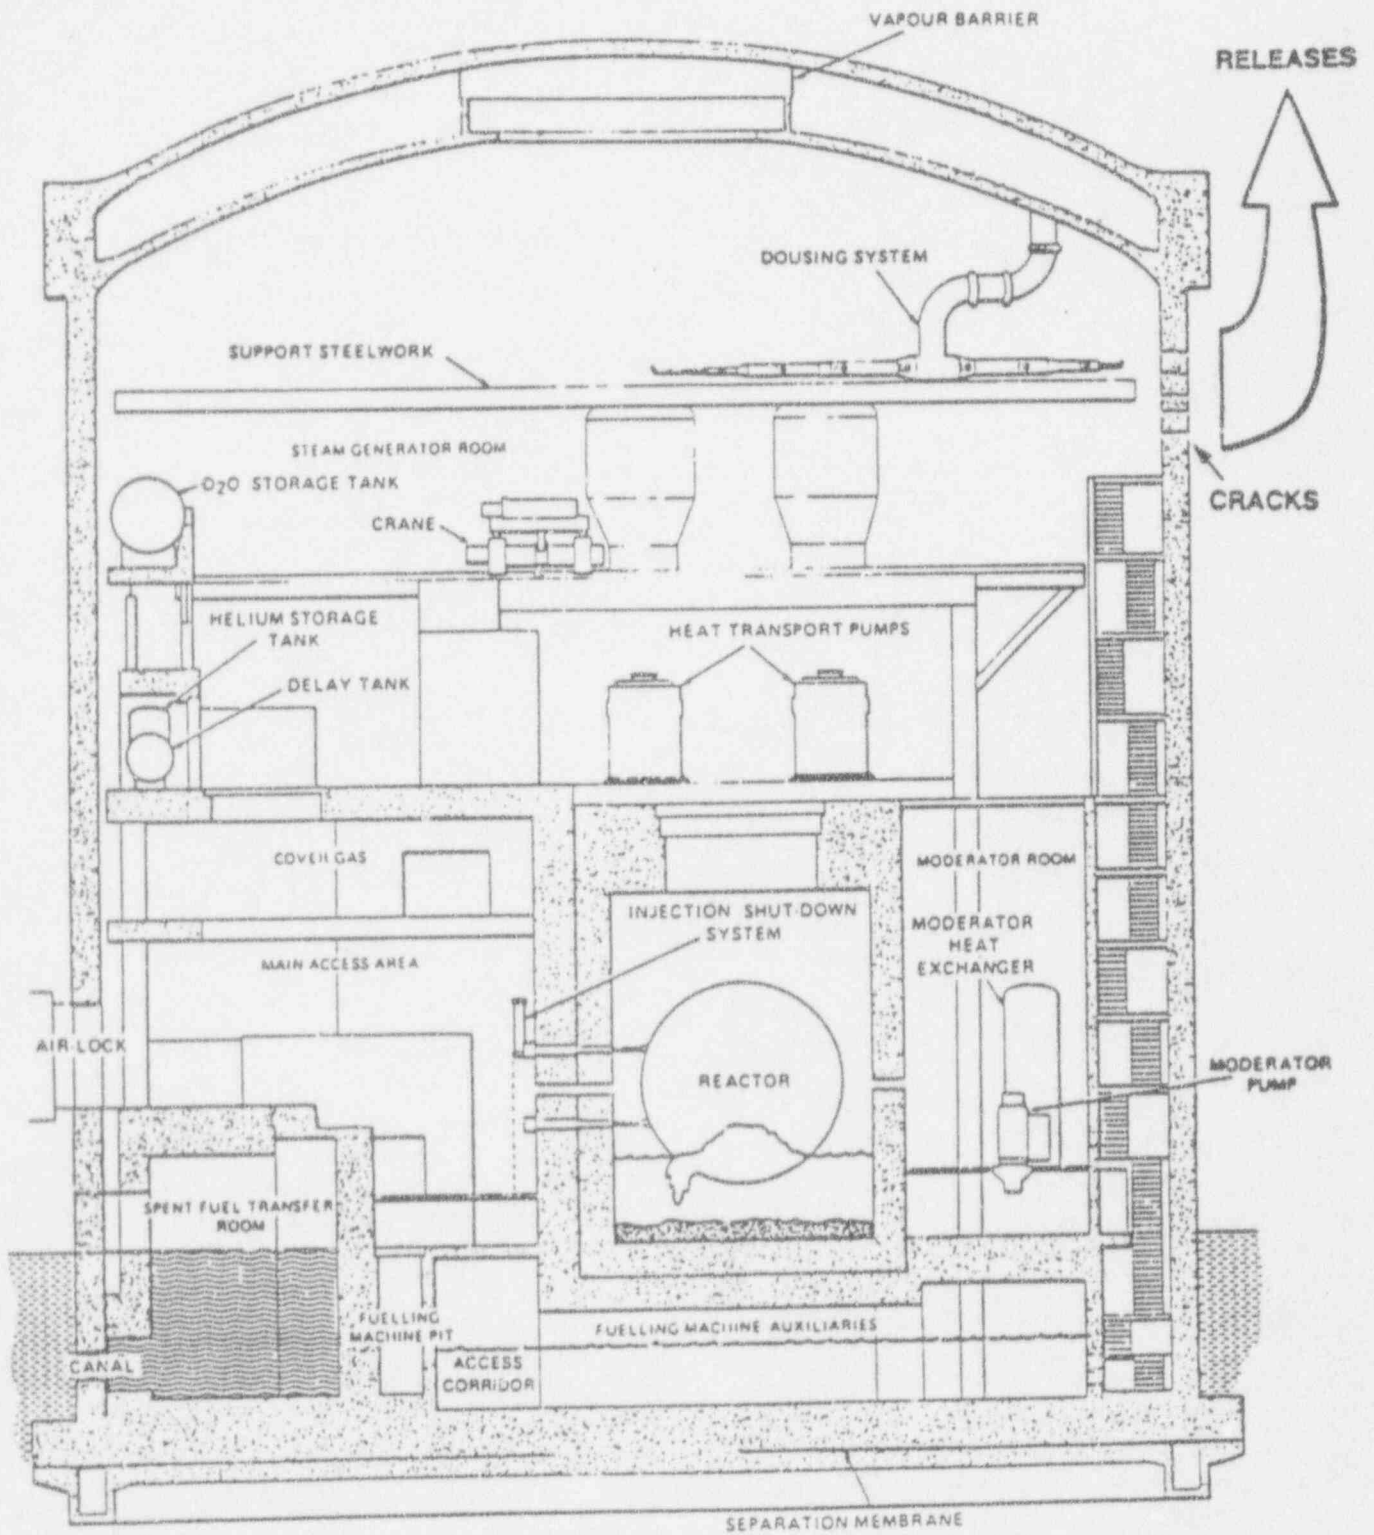 VAPOUR BARRIER
RELEASES
DOUSING SYSTEM
SUPPORT STEELWORK
STEAM GENERATOR ROOM
D2O STORAGE TANK
CRANE
CRACKS
HELIUM STORAGE
TANK
HEAT TRANSPORT PUMPS
DELAY TANK
COVER GAS
MODERATOR ROOM
INJECTION SHUT-DOWN
SYSTEM
MODERATOR
HEAT
EXCHANGER
MAIN ACCESS AREA
AIR-LOCK
REACTOR
MODERATOR
PUMP
SPENT FUEL TRANSFER
ROOM
FUELLING
MACHINE PIT
FUELLING MACHINE AUXILIARIES
CANAL
ACCESS
CORRIDOR
SEPARATION MEMBRANE